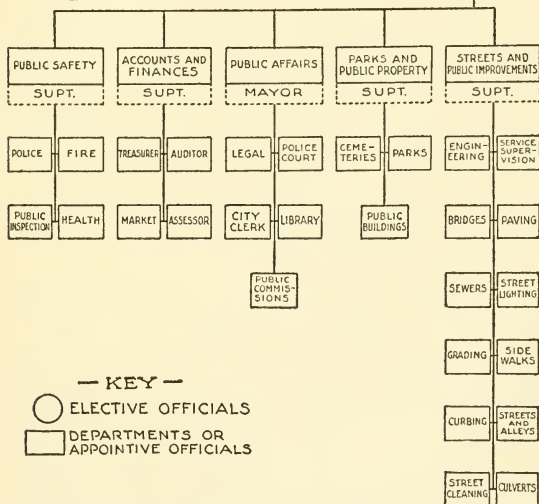 PUBLIC SAFETY
SUPT.
ACCOUNTS AND
FINANCES
SUPT.
PUBLIC AFFAIRS
MAYOR
PARKS AND
PUBLIC PROPERTY
SUPT.
STREETS AND
PUBLIC IMPROVEMENTS
SUPT.
POLICE
FIRE
PUBLIC
INSPECTION
HEALTH
TREASURER
AUDITOR
MARKET
ASSESSOR
LEGAL
POLICE
COURT
CITY
CLERK
LIBRARY
PUBLIC
COMMIS-
SIONS
CEME-
TERIES
PARKS
PUBLIC
BUILDINGS
ENGIN-
EERING
SERVICE
SUPER-
VISION
BRIDGES
PAVING
SEWERS
STREET
LIGHTING
GRADING
SIDE
WALKS
CURBING
STREETS
AND
ALLEYS
STREET
CLEANING
CULVERTS
— KEY —
ELECTIVE OFFICIALS
DEPARTMENTS OR
APPOINTIVE OFFICIALS